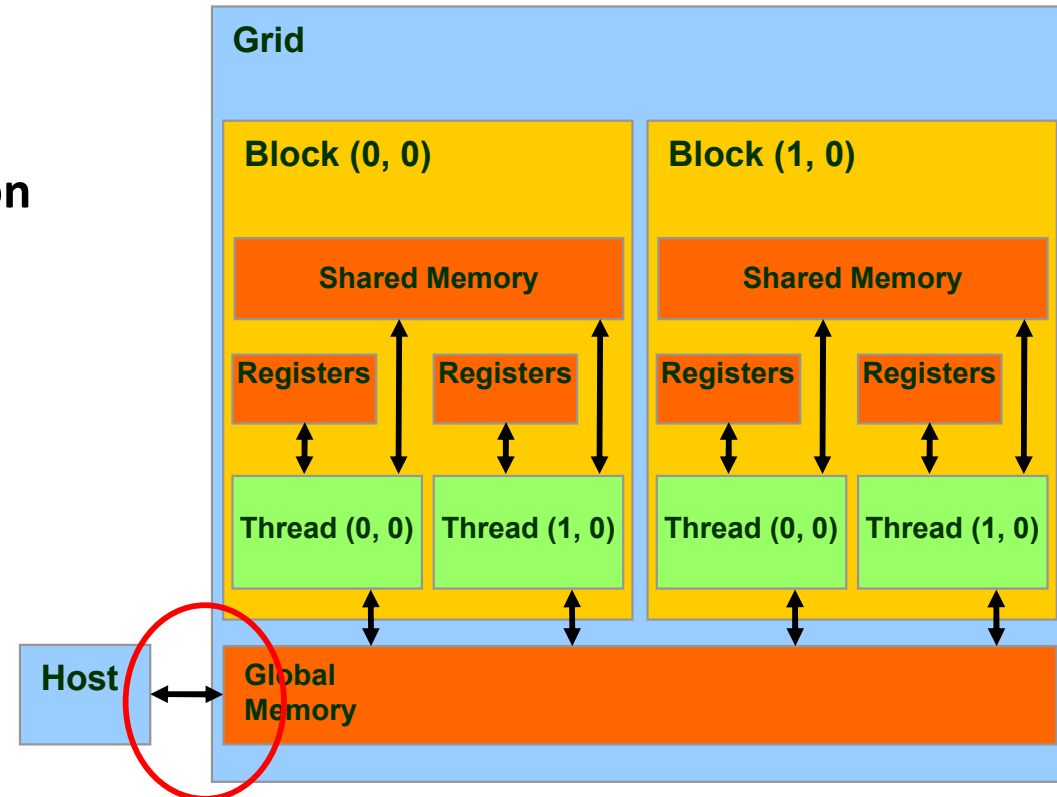 Grid
on
Block (0, 0)
Block (1, 0)
Shared Memory
Shared Memory
Registers
Registers
Registers
Registers
Thread (0, 0)
Thread (1, 0)
Thread (0, 0)
Thread (1, 0)
Host
Global
Memory